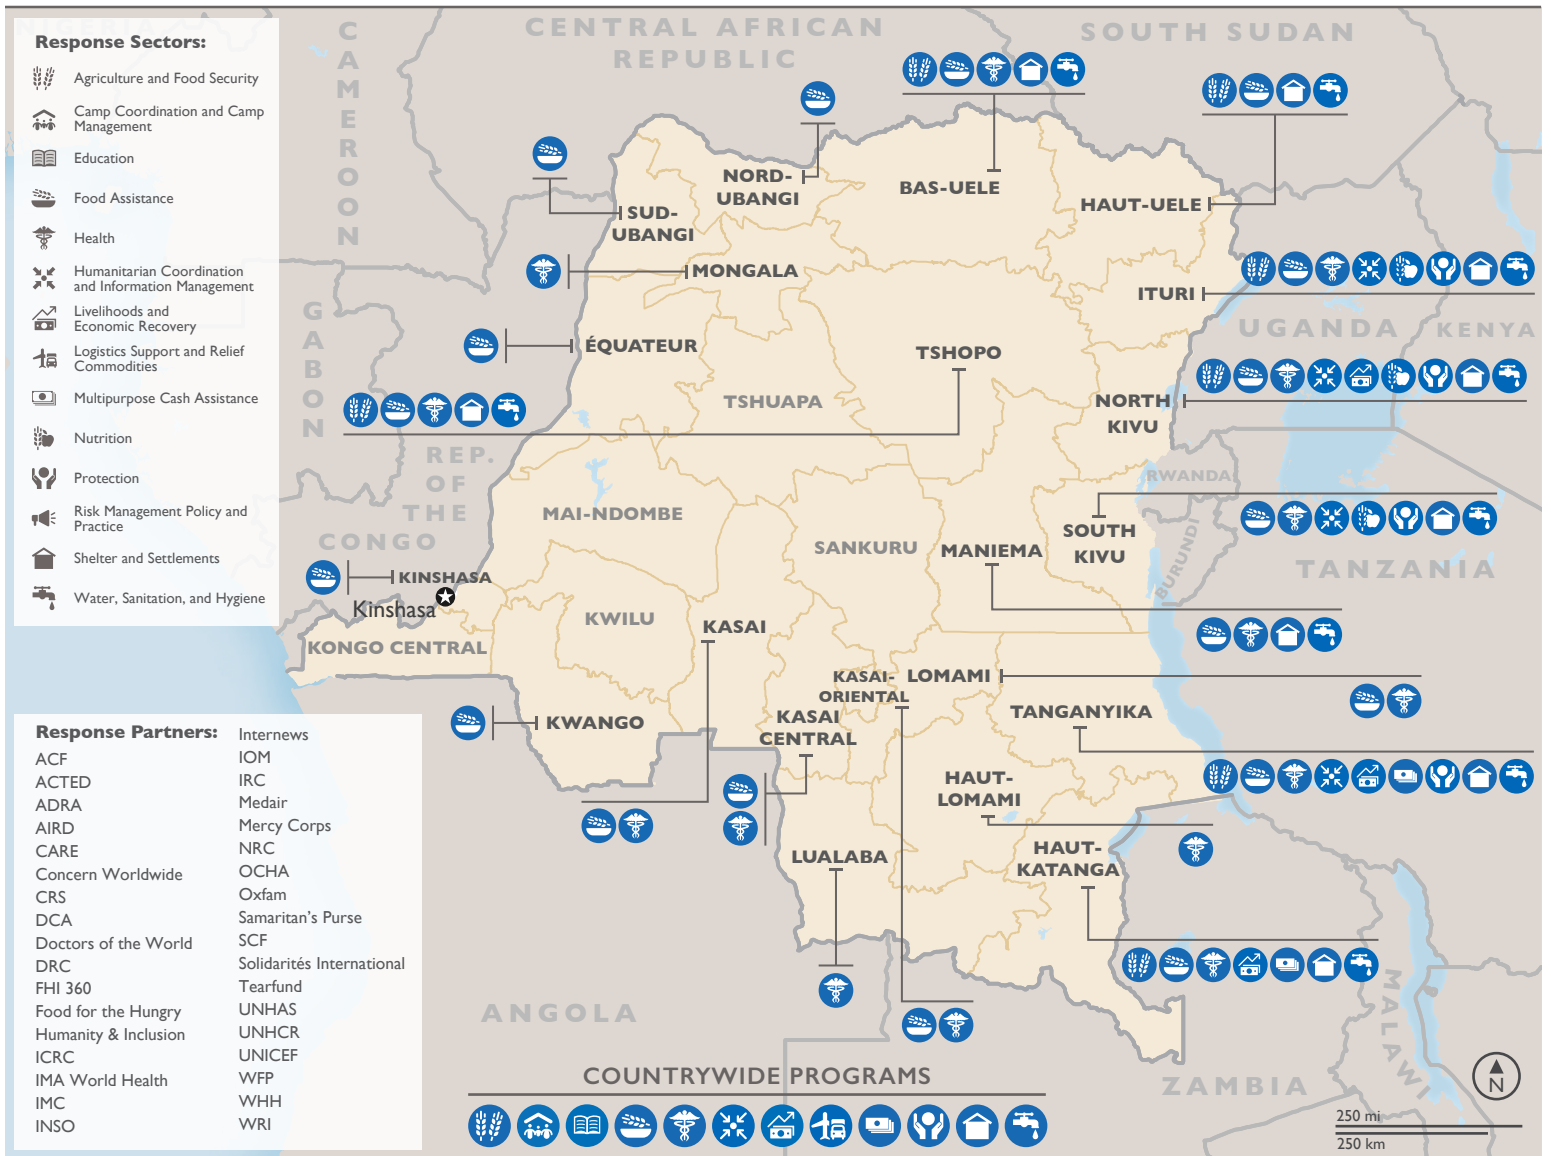 NIGERIA
CAMEROON
CENTRAL AFRICAN
REPUBLIC
SOUTH SUDAN
Response Sectors:
Agriculture and Food Security
Camp Coordination and Camp
Management
Education
Food Assistance
Health
Humanitarian Coordination
and Information Management
Livelihoods and
Economic Recovery
Logistics Support and Relief
Commodities
Multipurpose Cash Assistance
Nutrition
Protection
Risk Management Policy and
Practice
Shelter and Settlements
Water, Sanitation, and Hygiene
NORD-
UBANGI
BAS-UELE
HAUT-UELE
SUD-
UBANGI
MONGALA
ITURI
GABON
UGANDA
KENYA
ÉQUATEUR
TSHOPO
TSHUAPA
NORTH
KIVU
REP.
OF
THE
CONGO
RWANDA
MAI-NDOMBE
SANKURU
MANIEMA
SOUTH
KIVU
BURUNDI
TANZANIA
KINSHASA
Kinshasa
KWILU
KASAI
KONGO CENTRAL
KASAI-
ORIENTAL
LOMAMI
KWANGO
KASAI
CENTRAL
TANGANYIKA
HAUT-
LOMAMI
LUALABA
HAUT-
KATANGA
ANGOLA
ZAMBIA
MALAWI
Response Partners:
ACF
ACTED
ADRA
AIRD
CARE
Concern Worldwide
CRS
DCA
Doctors of the World
DRC
FHI 360
Food for the Hungry
Humanity & Inclusion
ICRC
IMA World Health
IMC
INSO
Internews
IOM
IRC
Medair
Mercy Corps
NRC
OCHA
Oxfam
Samaritan's Purse
SCF
Solidarités International
Tearfund
UNHAS
UNHCR
UNICEF
WFP
WHH
WRI
COUNTRYWIDE PROGRAMS
N
250 mi
250 km